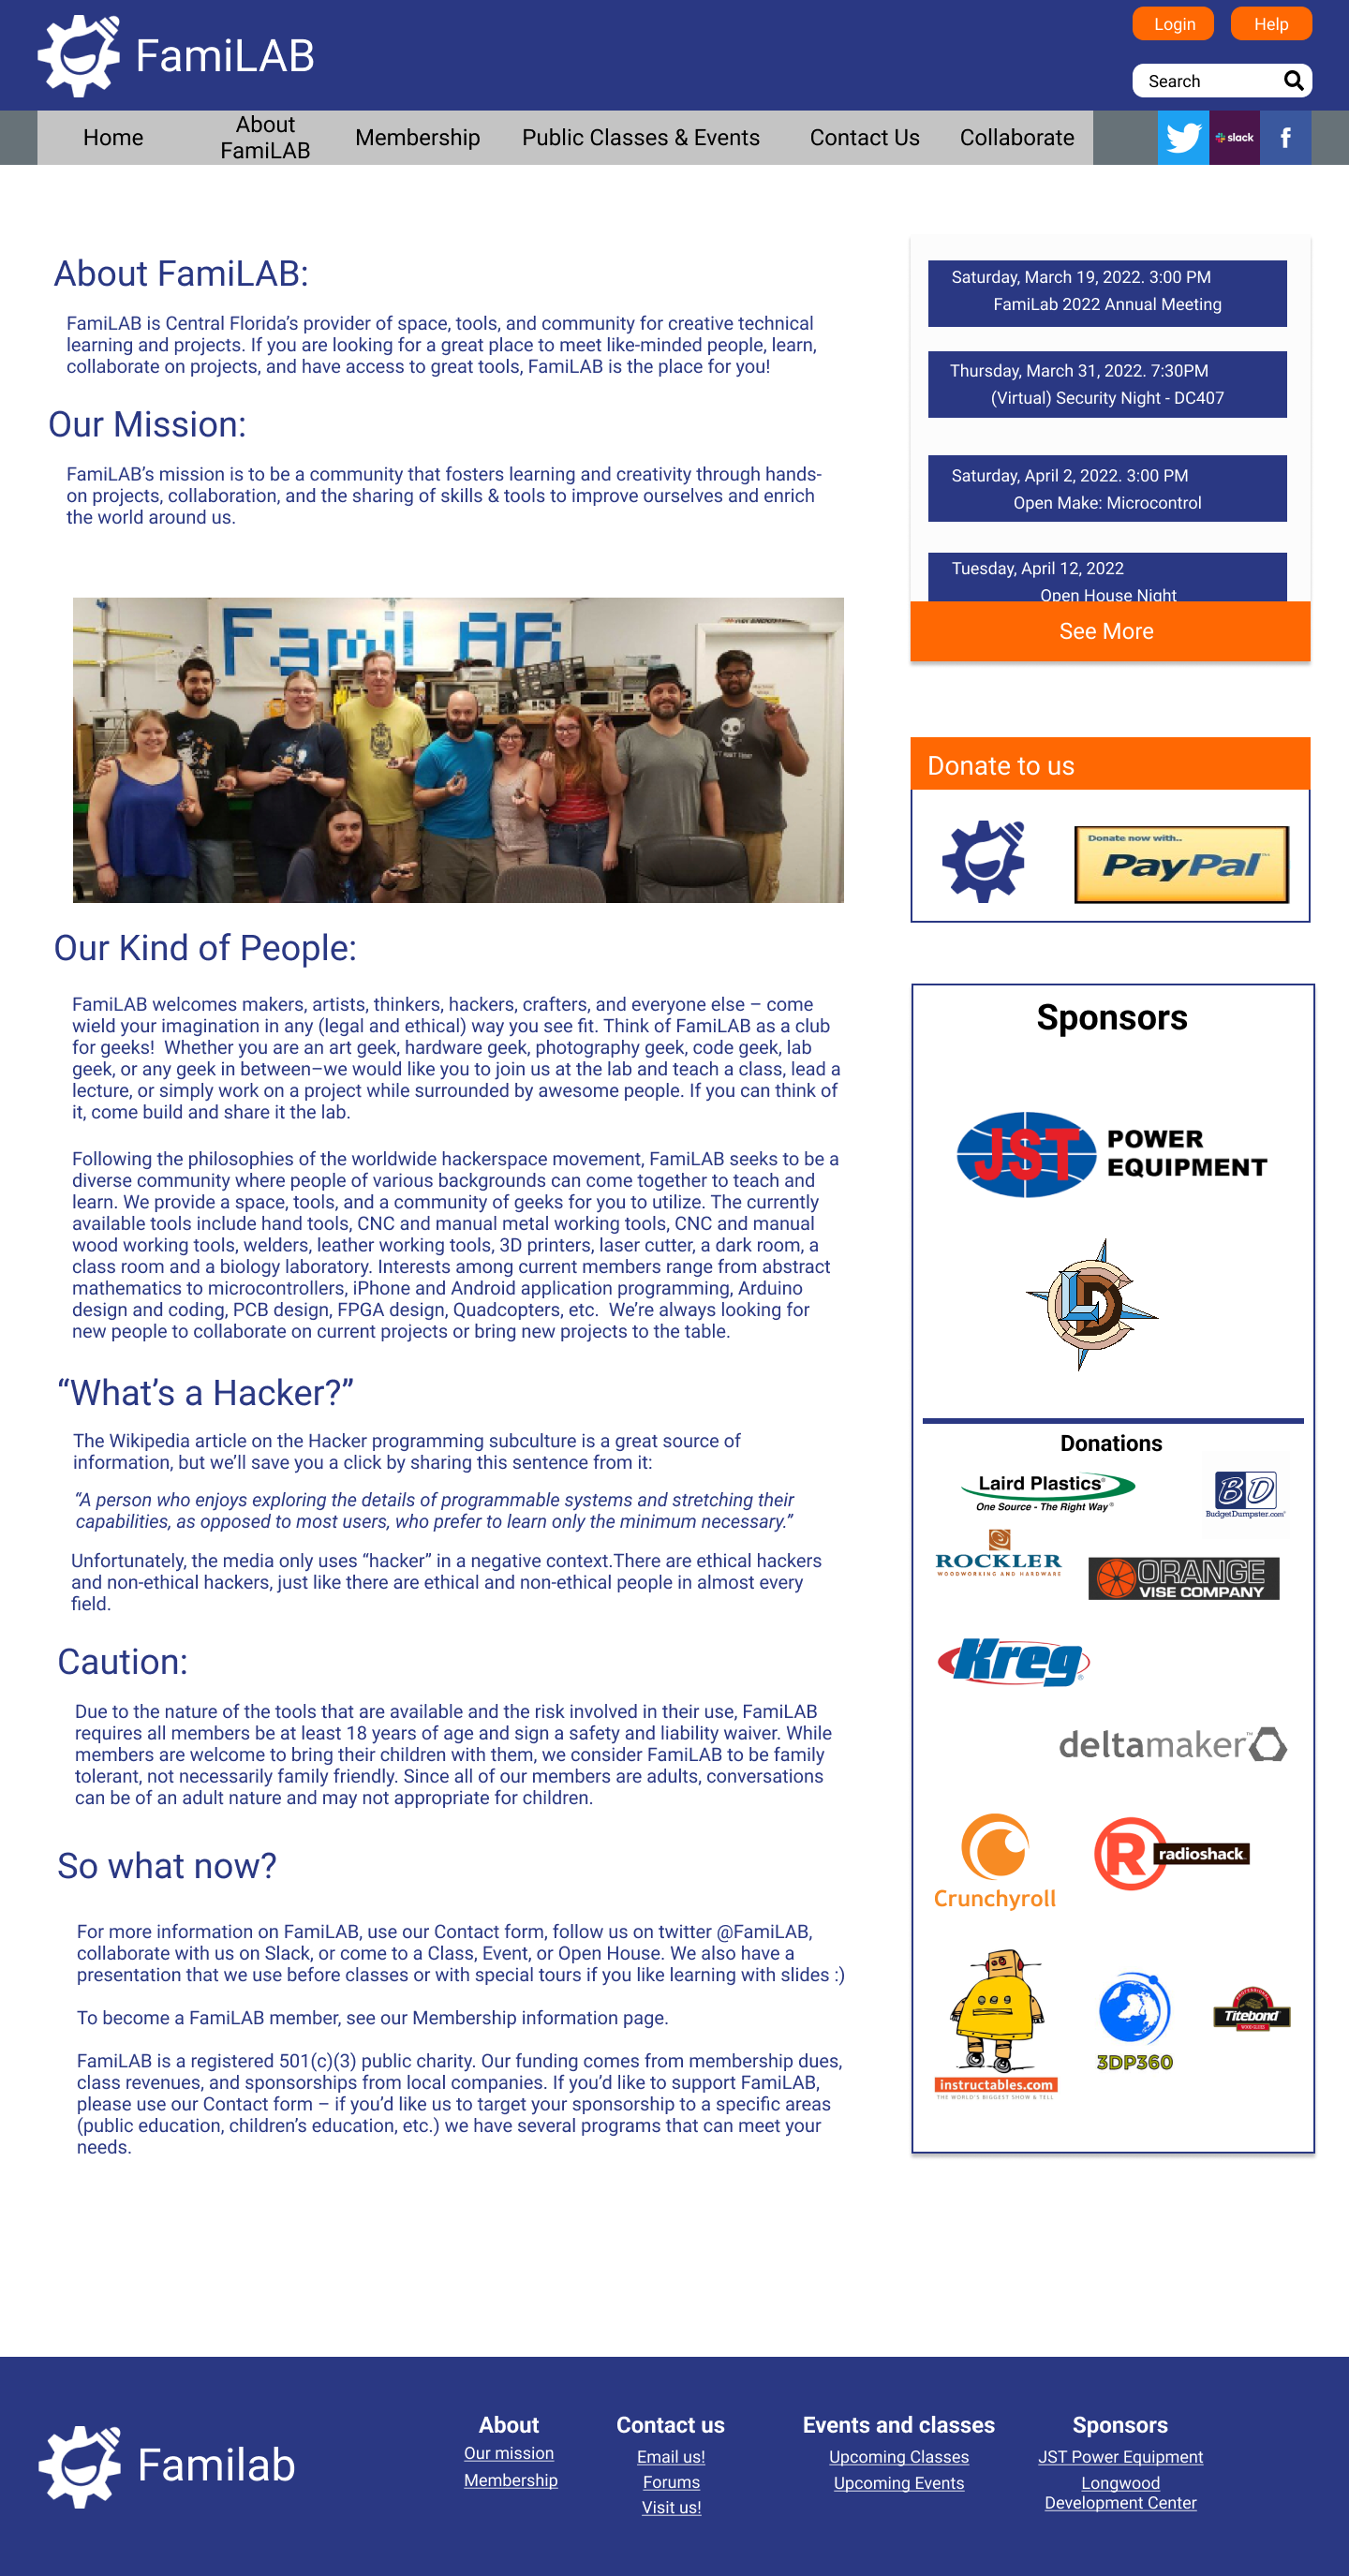 FamiLAB
Login
Help
Search
Home
About
FamiLAB
Membership
Public Classes & Events
Contact Us
Collaborate
slack
f
About FamiLAB:
FamiLAB is Central Florida’s provider of space, tools, and community for creative technical
learning and projects. If you are looking for a great place to meet like-minded people, learn,
collaborate on projects, and have access to great tools, FamiLAB is the place for you!
Our Mission:
FamiLAB’s mission is to be a community that fosters learning and creativity through hands-
on projects, collaboration, and the sharing of skills & tools to improve ourselves and enrich
the world around us.
Fami AB
Our Kind of People:
FamiLAB welcomes makers, artists, thinkers, hackers, crafters, and everyone else – come
wield your imagination in any (legal and ethical) way you see fit. Think of FamiLAB as a club
for geeks!  Whether you are an art geek, hardware geek, photography geek, code geek, lab
geek, or any geek in between–we would like you to join us at the lab and teach a class, lead a
lecture, or simply work on a project while surrounded by awesome people. If you can think of
it, come build and share it the lab.
Following the philosophies of the worldwide hackerspace movement, FamiLAB seeks to be a
diverse community where people of various backgrounds can come together to teach and
learn. We provide a space, tools, and a community of geeks for you to utilize. The currently
available tools include hand tools, CNC and manual metal working tools, CNC and manual
wood working tools, welders, leather working tools, 3D printers, laser cutter, a dark room, a
class room and a biology laboratory. Interests among current members range from abstract
mathematics to microcontrollers, iPhone and Android application programming, Arduino
design and coding, PCB design, FPGA design, Quadcopters, etc.  We’re always looking for
new people to collaborate on current projects or bring new projects to the table.
“What’s a Hacker?”
The Wikipedia article on the Hacker programming subculture is a great source of
information, but we’ll save you a click by sharing this sentence from it:
“A person who enjoys exploring the details of programmable systems and stretching their
capabilities, as opposed to most users, who prefer to learn only the minimum necessary.”
Unfortunately, the media only uses “hacker” in a negative context.There are ethical hackers
and non-ethical hackers, just like there are ethical and non-ethical people in almost every
field.
Caution:
Due to the nature of the tools that are available and the risk involved in their use, FamiLAB
requires all members be at least 18 years of age and sign a safety and liability waiver. While
members are welcome to bring their children with them, we consider FamiLAB to be family
tolerant, not necessarily family friendly. Since all of our members are adults, conversations
can be of an adult nature and may not appropriate for children.
So what now?
For more information on FamiLAB, use our Contact form, follow us on twitter @FamiLAB,
collaborate with us on Slack, or come to a Class, Event, or Open House. We also have a
presentation that we use before classes or with special tours if you like learning with slides :)
To become a FamiLAB member, see our Membership information page.
FamiLAB is a registered 501(c)(3) public charity. Our funding comes from membership dues,
class revenues, and sponsorships from local companies. If you’d like to support FamiLAB,
please use our Contact form – if you’d like us to target your sponsorship to a specific areas
(public education, children’s education, etc.) we have several programs that can meet your
needs.
Saturday, March 19, 2022. 3:00 PM
FamiLab 2022 Annual Meeting
Thursday, March 31, 2022. 7:30PM
(Virtual) Security Night - DC407
Saturday, April 2, 2022. 3:00 PM
Open Make: Microcontrol
Tuesday, April 12, 2022
Open House Night
See More
Donate to us
Donate now with..
PayPal
Sponsors
JST
POWER
EQUIPMENT
LDC
Donations
Laird Plastics®
One Source - The Right Way®
BD
BudgetDumpster.com
ROCKLER
WOODWORKING AND HARDWARE
ORANGE
VISE COMPANY
Kreg®
deltamaker™
Crunchyroll
R radioshack
instructables.com
THE WORLD'S BIGGEST SHOW & TELL
3DP360
PROFESSIONAL
Titebond
WOOD GLUES
Familab
About
Our mission
Membership
Contact us
Email us!
Forums
Visit us!
Events and classes
Upcoming Classes
Upcoming Events
Sponsors
JST Power Equipment
Longwood
Development Center